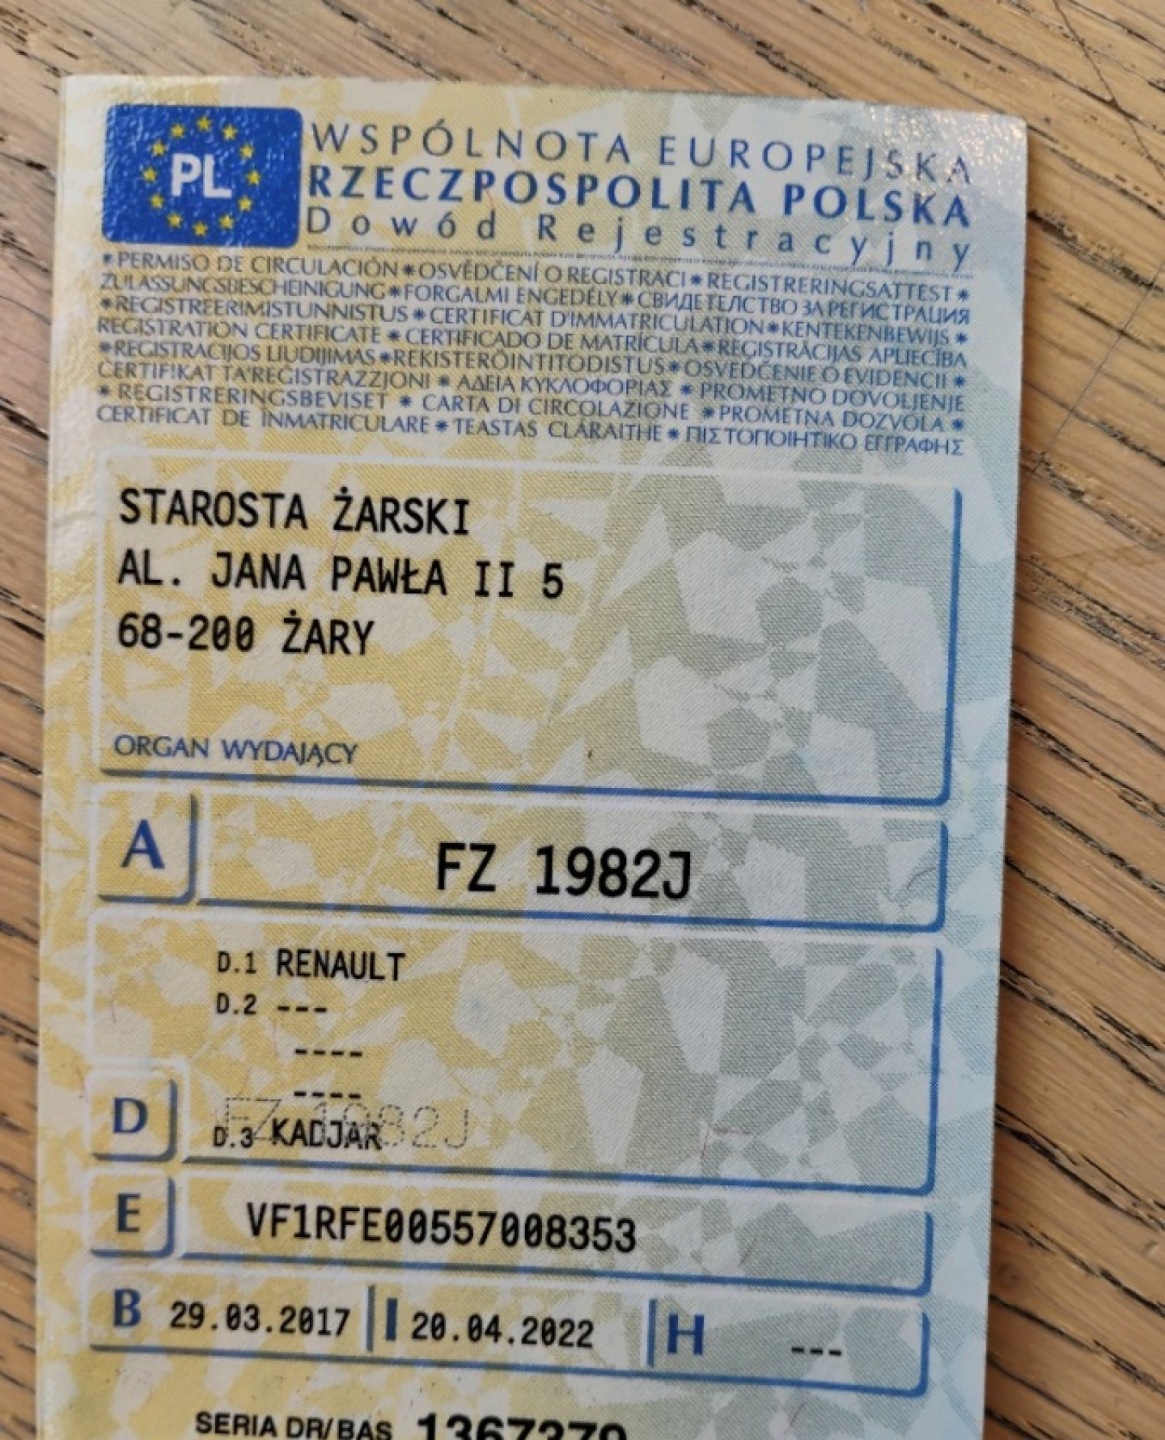 PL
WSPÓLNOTA EUROPEJSKA
RZECZPOSPOLITA POLSKA
Dowód Rejestracyjny
*PERMISO DE CIRCULACIÓN*OSVĚDČENÍ O REGISTRACI*REGISTRERINGSATTEST*
ZULASSUNGSBESCHEINIGUNG*FORGALMI ENGEDÉLY*СВИДЕТЕЛСТВО ЗА РЕГИСТРАЦИЯ
*REGISTREERIMISTUNNISTUS*CERTIFICAT D'IMMATRICULATION*KENTEKENBEWIJS*
REGISTRATION CERTIFICATE*CERTIFICADO DE MATRÍCULA*REGISTRĀCIJAS APLIECĪBA
*REGISTRACIJOS LIUDIJIMAS*REKISTERÖINTITODISTUS*OSVEDČENIE O EVIDENCII*
CERTIFIKAT TA'REĠISTRAZZJONI*ΑΔΕΙΑ ΚΥΚΛΟΦΟΡΙΑΣ*PROMETNO DOVOLJENJE
*REGISTRERINGSBEVISET*CARTA DI CIRCOLAZIONE*PROMETNA DOZVOLA*
CERTIFICAT DE ÎNMATRICULARE*TEASTAS CLÁRAITHE*ΠΙΣΤΟΠΟΙΗΤΙΚΟ ΕΓΓΡΑΦΗΣ
STAROSTA ŻARSKI
AL. JANA PAWŁA II 5
68-200 ŻARY
ORGAN WYDAJĄCY
A FZ 1982J
D.1 RENAULT
D.2 ---
----
----
FZ 1982J
D D.3 KADJAR
E VF1RFE00557008353
B 29.03.2017 I 20.04.2022 H ---
SERIA DR/BAS 1367379